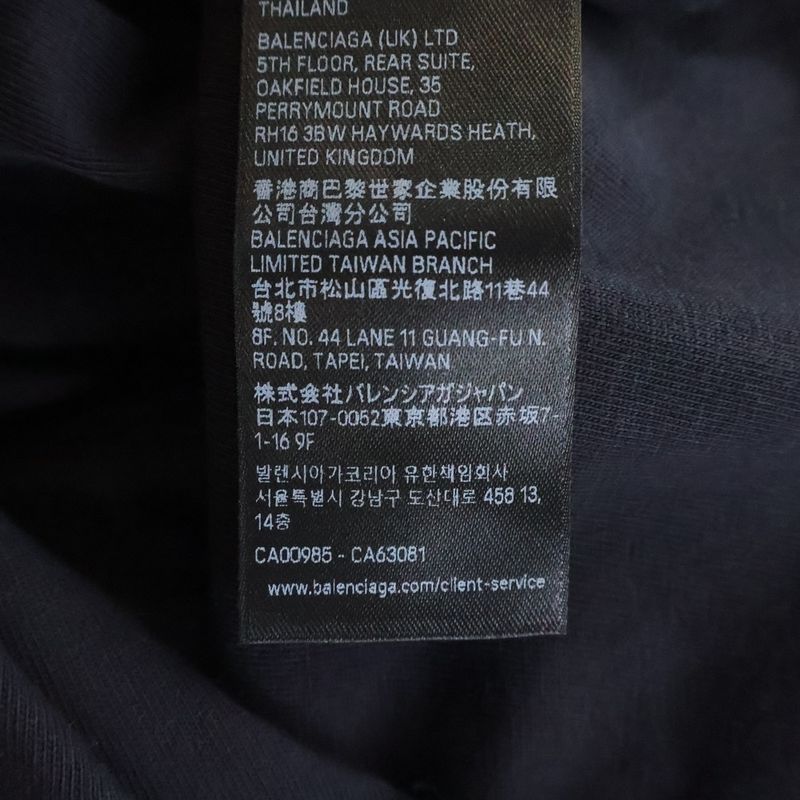 THAILAND
BALENCIAGA (UK) LTD
5TH FLOOR, REAR SUITE,
OAKFIELD HOUSE, 35
PERRYMOUNT ROAD
RH16 3BW HAYWARDS HEATH,
UNITED KINGDOM
香港商巴黎世家企業股份有限
公司台灣分公司
BALENCIAGA ASIA PACIFIC
LIMITED TAIWAN BRANCH
台北市松山區光復北路11巷44
號8樓
8F. NO. 44 LANE 11 GUANG-FU N.
ROAD, TAPEI, TAIWAN
株式会社バレンシアガジャパン
日本107-0052東京都港区赤坂7-
1-16 9F
발렌시아가코리아 유한책임회사
서울특별시 강남구 도산대로 458 13,
14층
CA00985 - CA63081
www.balenciaga.com/client-service